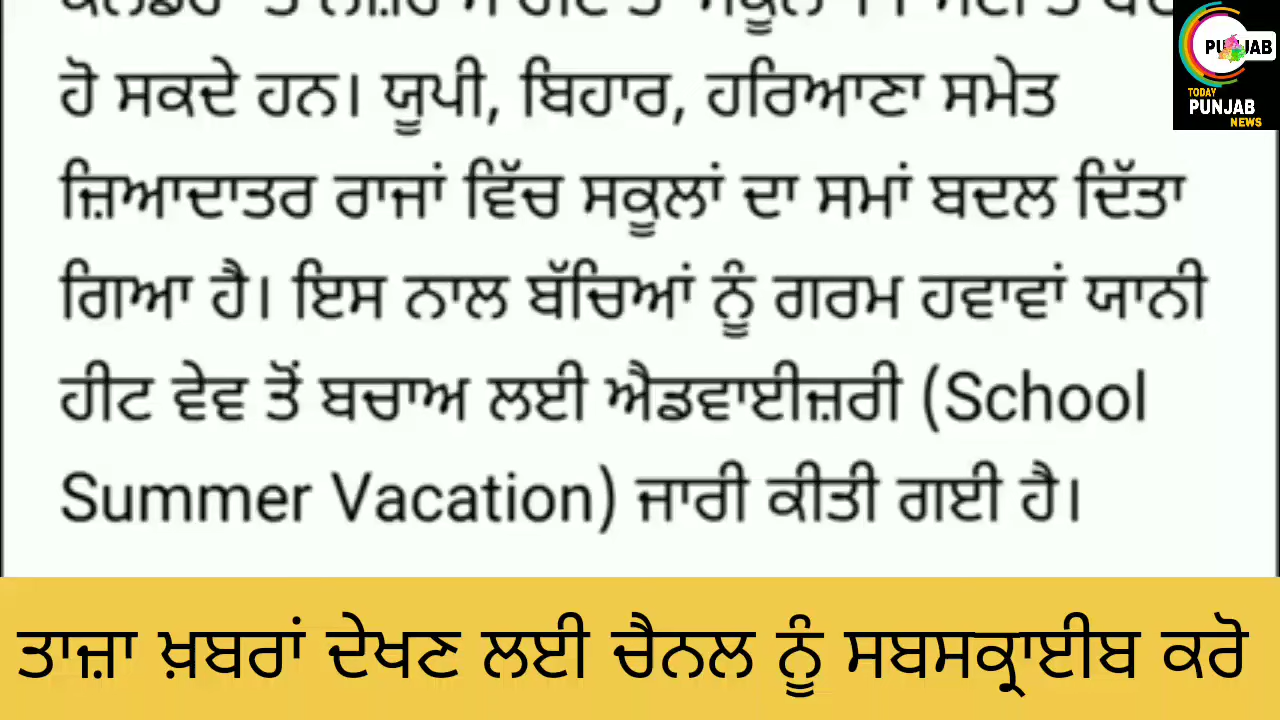 ਹੋ ਸਕਦੇ ਹਨ। ਯੂਪੀ, ਬਿਹਾਰ, ਹਰਿਆਣਾ ਸਮੇਤ
ਜ਼ਿਆਦਾਤਰ ਰਾਜਾਂ ਵਿੱਚ ਸਕੂਲਾਂ ਦਾ ਸਮਾਂ ਬਦਲ ਦਿੱਤਾ
ਗਿਆ ਹੈ। ਇਸ ਨਾਲ ਬੱਚਿਆਂ ਨੂੰ ਗਰਮ ਹਵਾਵਾਂ ਯਾਨੀ
ਹੀਟ ਵੇਵ ਤੋਂ ਬਚਾਅ ਲਈ ਐਡਵਾਈਜ਼ਰੀ (School
Summer Vacation) ਜਾਰੀ ਕੀਤੀ ਗਈ ਹੈ।
ਤਾਜ਼ਾ ਖ਼ਬਰਾਂ ਦੇਖਣ ਲਈ ਚੈਨਲ ਨੂੰ ਸਬਸਕ੍ਰਾਈਬ ਕਰੋ
PUNJAB
TODAY
PUNJAB
NEWS